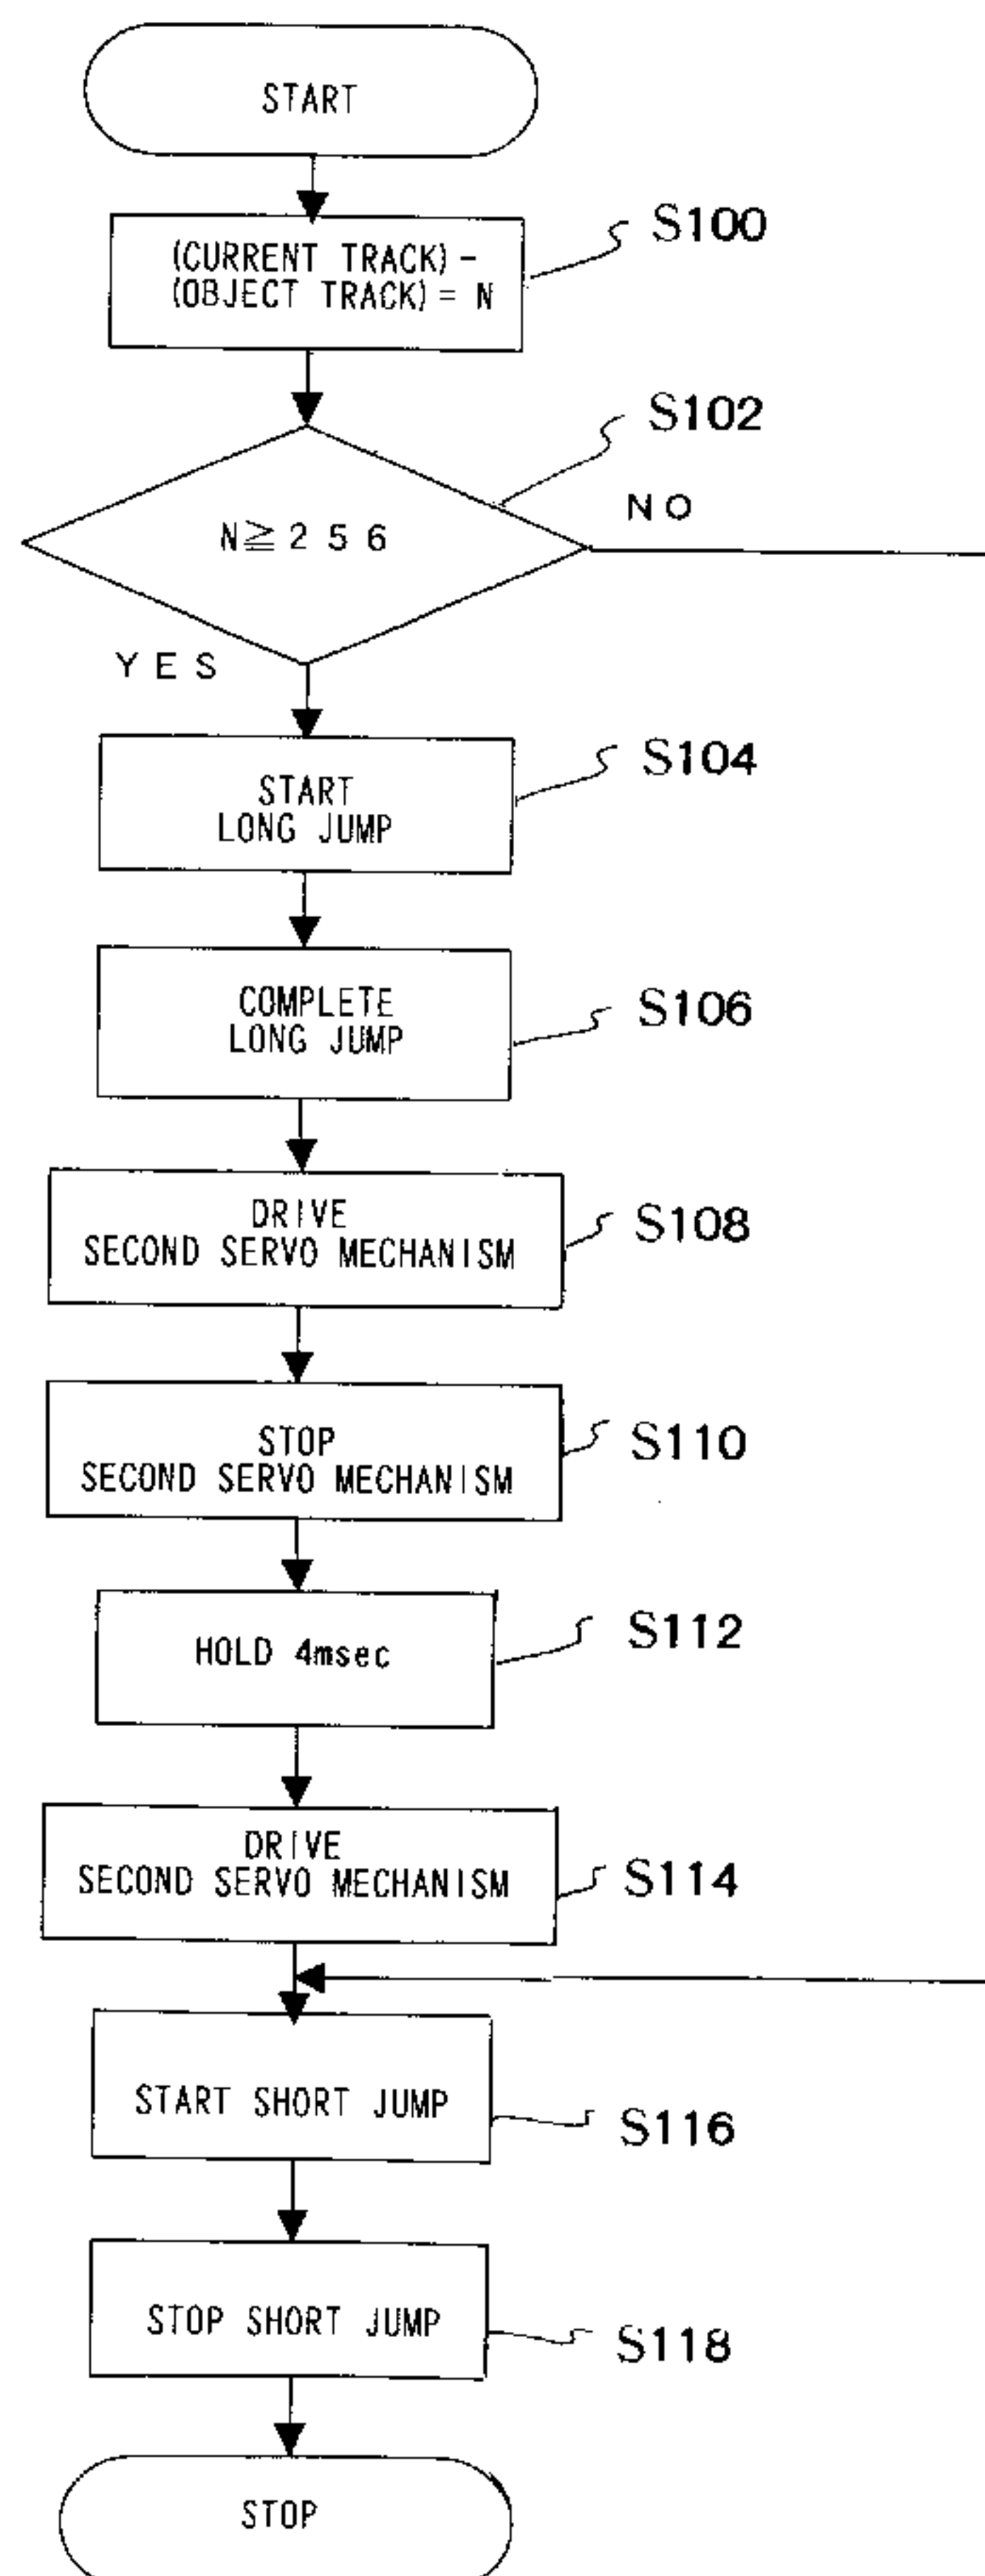 START
(CURRENT TRACK) -
(OBJECT TRACK) = N
S100
S102
N≧256
NO
YES
START
LONG JUMP
S104
COMPLETE
LONG JUMP
S106
DRIVE
SECOND SERVO MECHANISM
S108
STOP
SECOND SERVO MECHANISM
S110
HOLD 4msec
S112
DRIVE
SECOND SERVO MECHANISM
S114
START SHORT JUMP
S116
STOP SHORT JUMP
S118
STOP